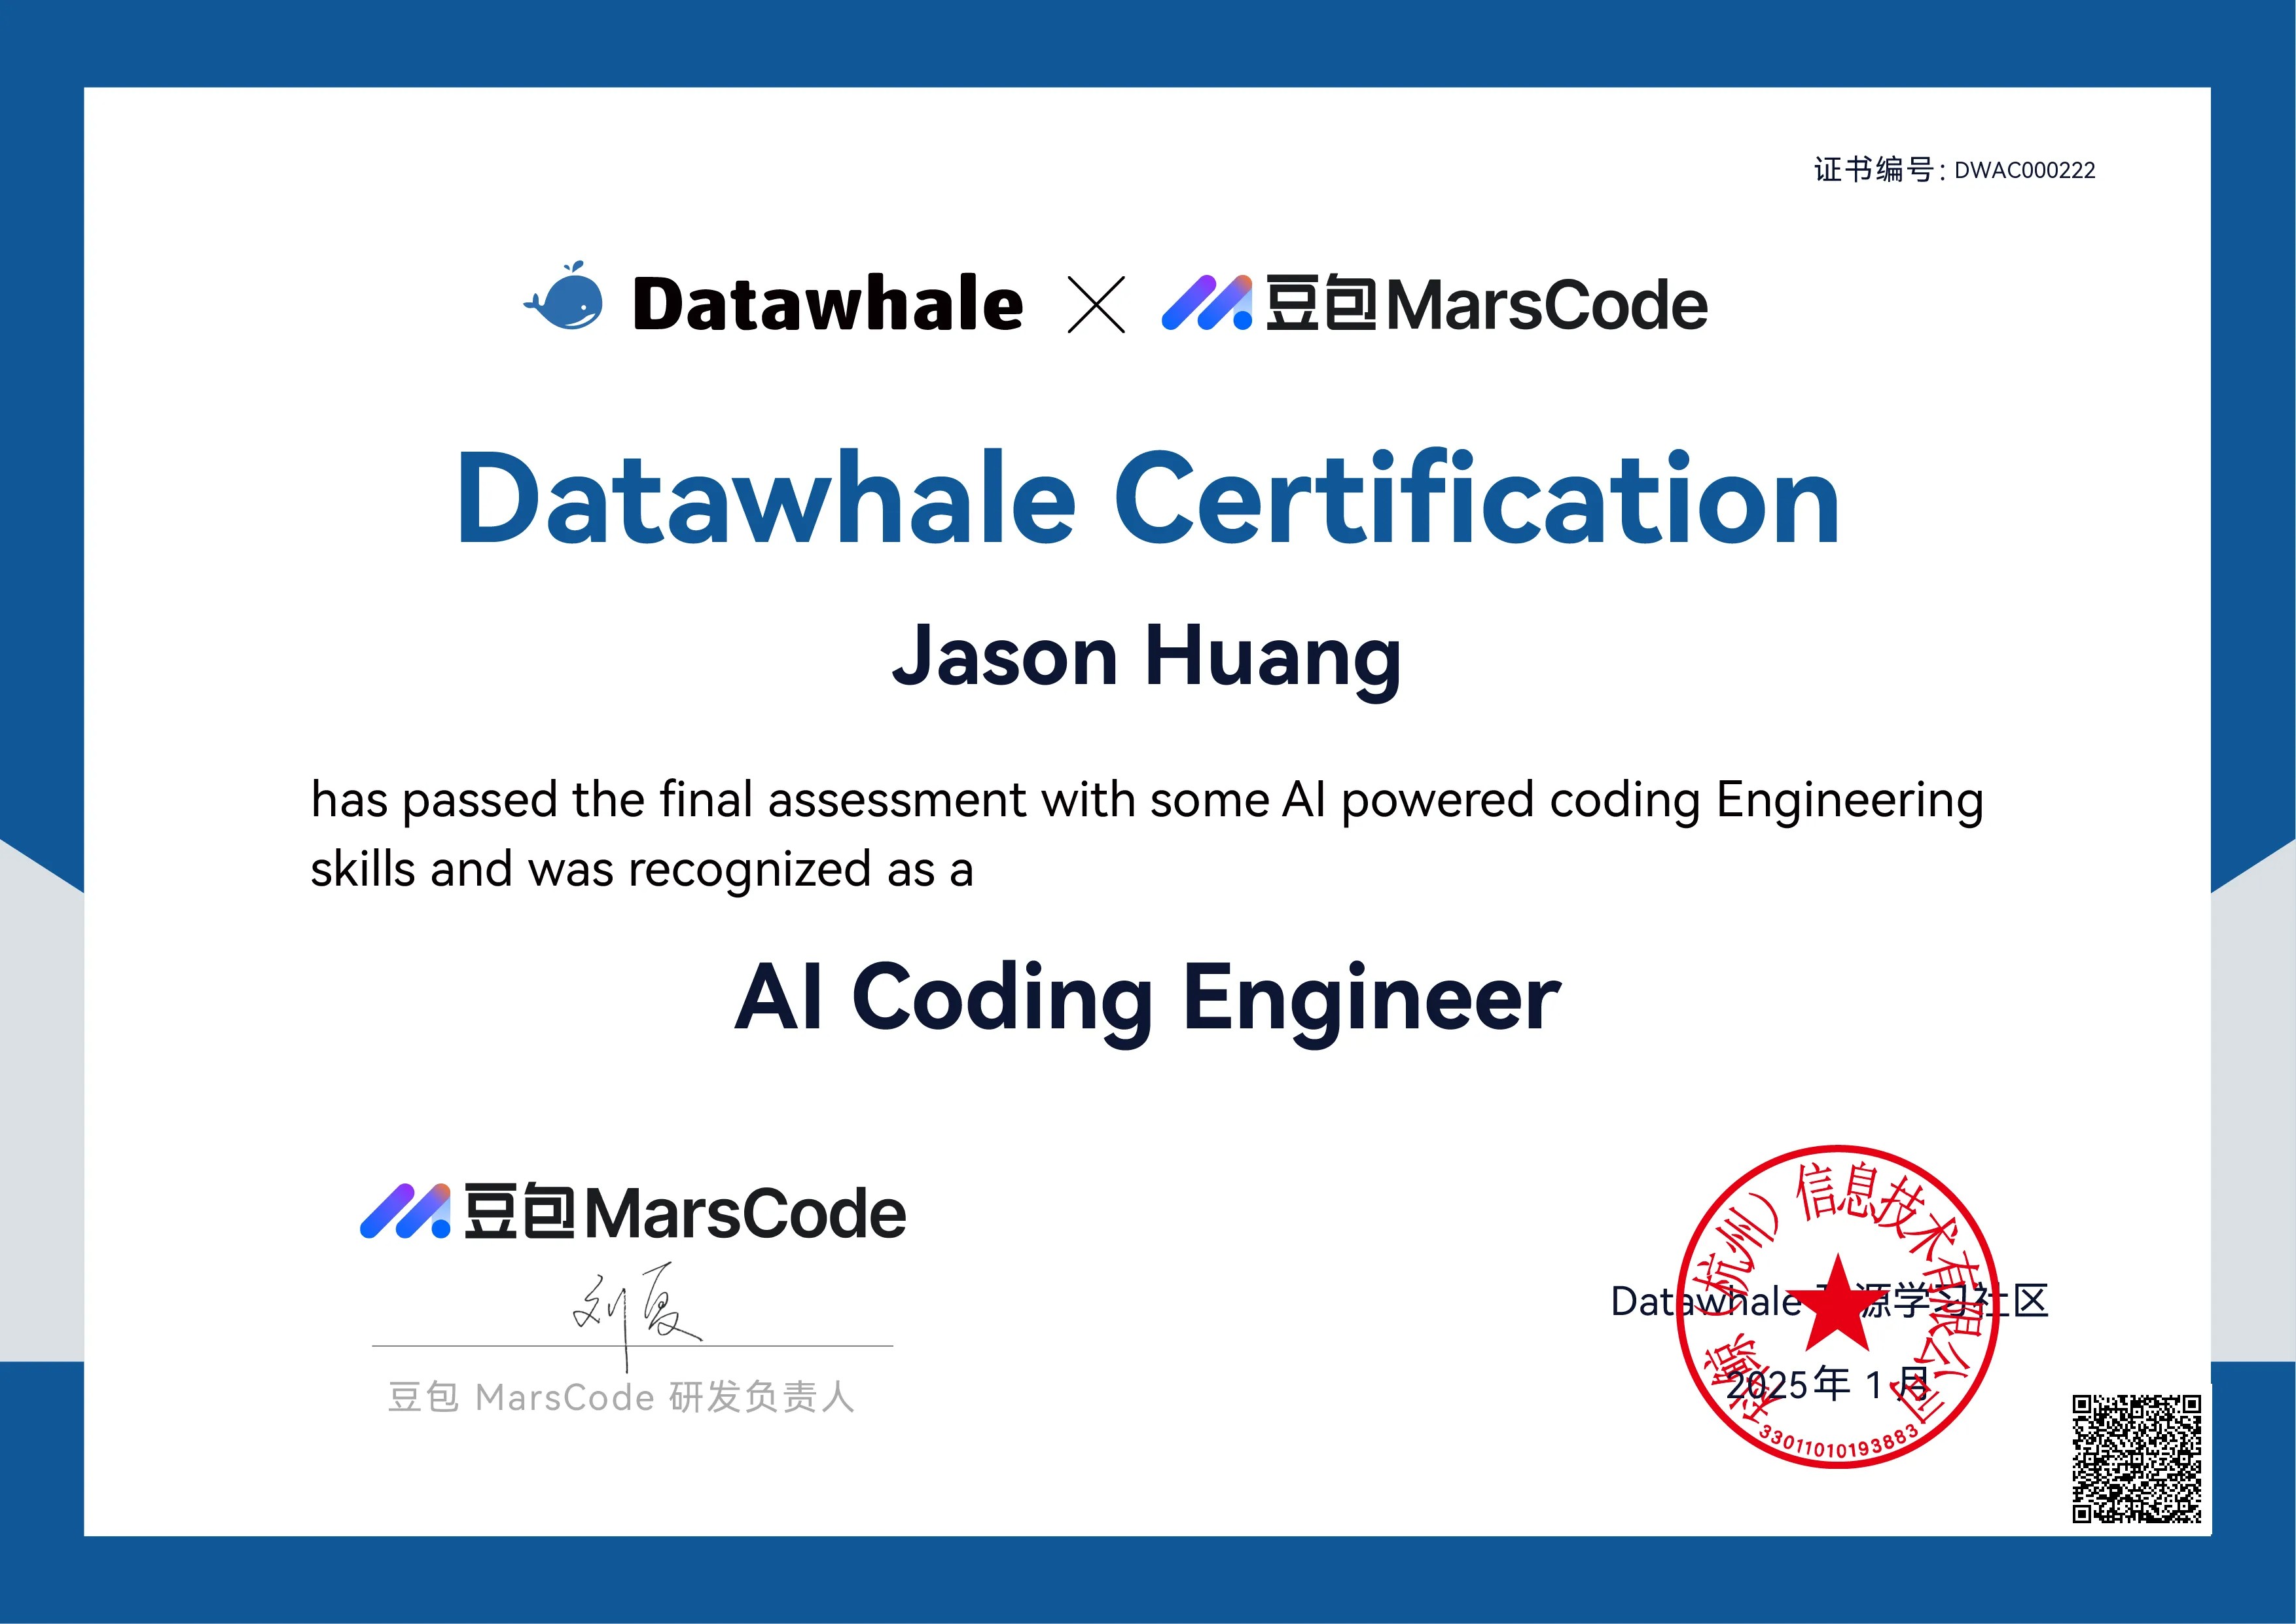 证书编号：DWAC000222
Datawhale × 豆包MarsCode
Datawhale Certification
Jason Huang
has passed the final assessment with some AI powered coding Engineering
skills and was recognized as a
AI Coding Engineer
豆包MarsCode
刘夏
豆包 MarsCode 研发负责人
（杭州）信息技术有限公司
Datawhale 源学习社区
2025年 1 月
33011010193883